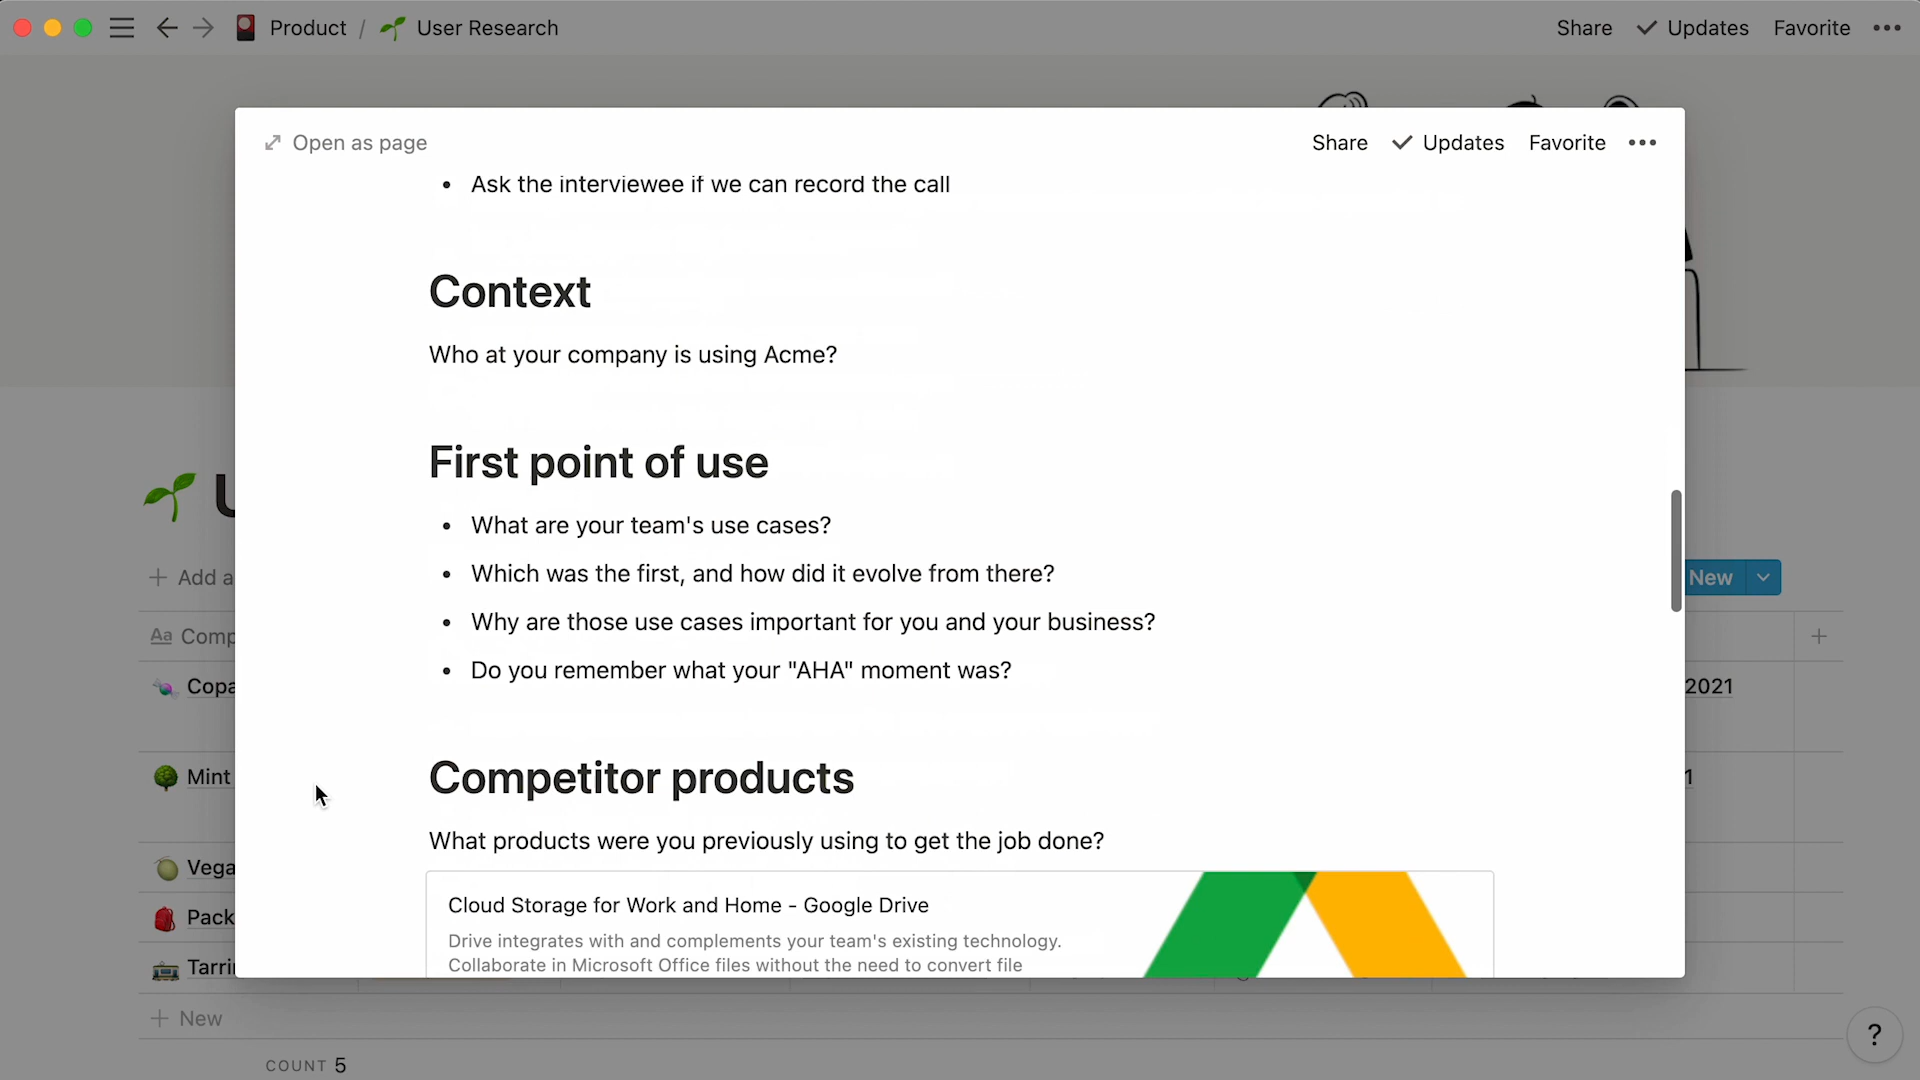 Product / User Research
Share Updates Favorite
Open as page
Share Updates Favorite
Ask the interviewee if we can record the call
Context
Who at your company is using Acme?
First point of use
• What are your team's use cases?
• Which was the first, and how did it evolve from there?
• Why are those use cases important for you and your business?
• Do you remember what your "AHA" moment was?
Competitor products
What products were you previously using to get the job done?
Cloud Storage for Work and Home - Google Drive
Drive integrates with and complements your team's existing technology.
Collaborate in Microsoft Office files without the need to convert file
U
+ Add a
New
Aa Comp
+
Copa
2021
Mint
1
Vega
Pack
Tarri
+ New
COUNT 5
?